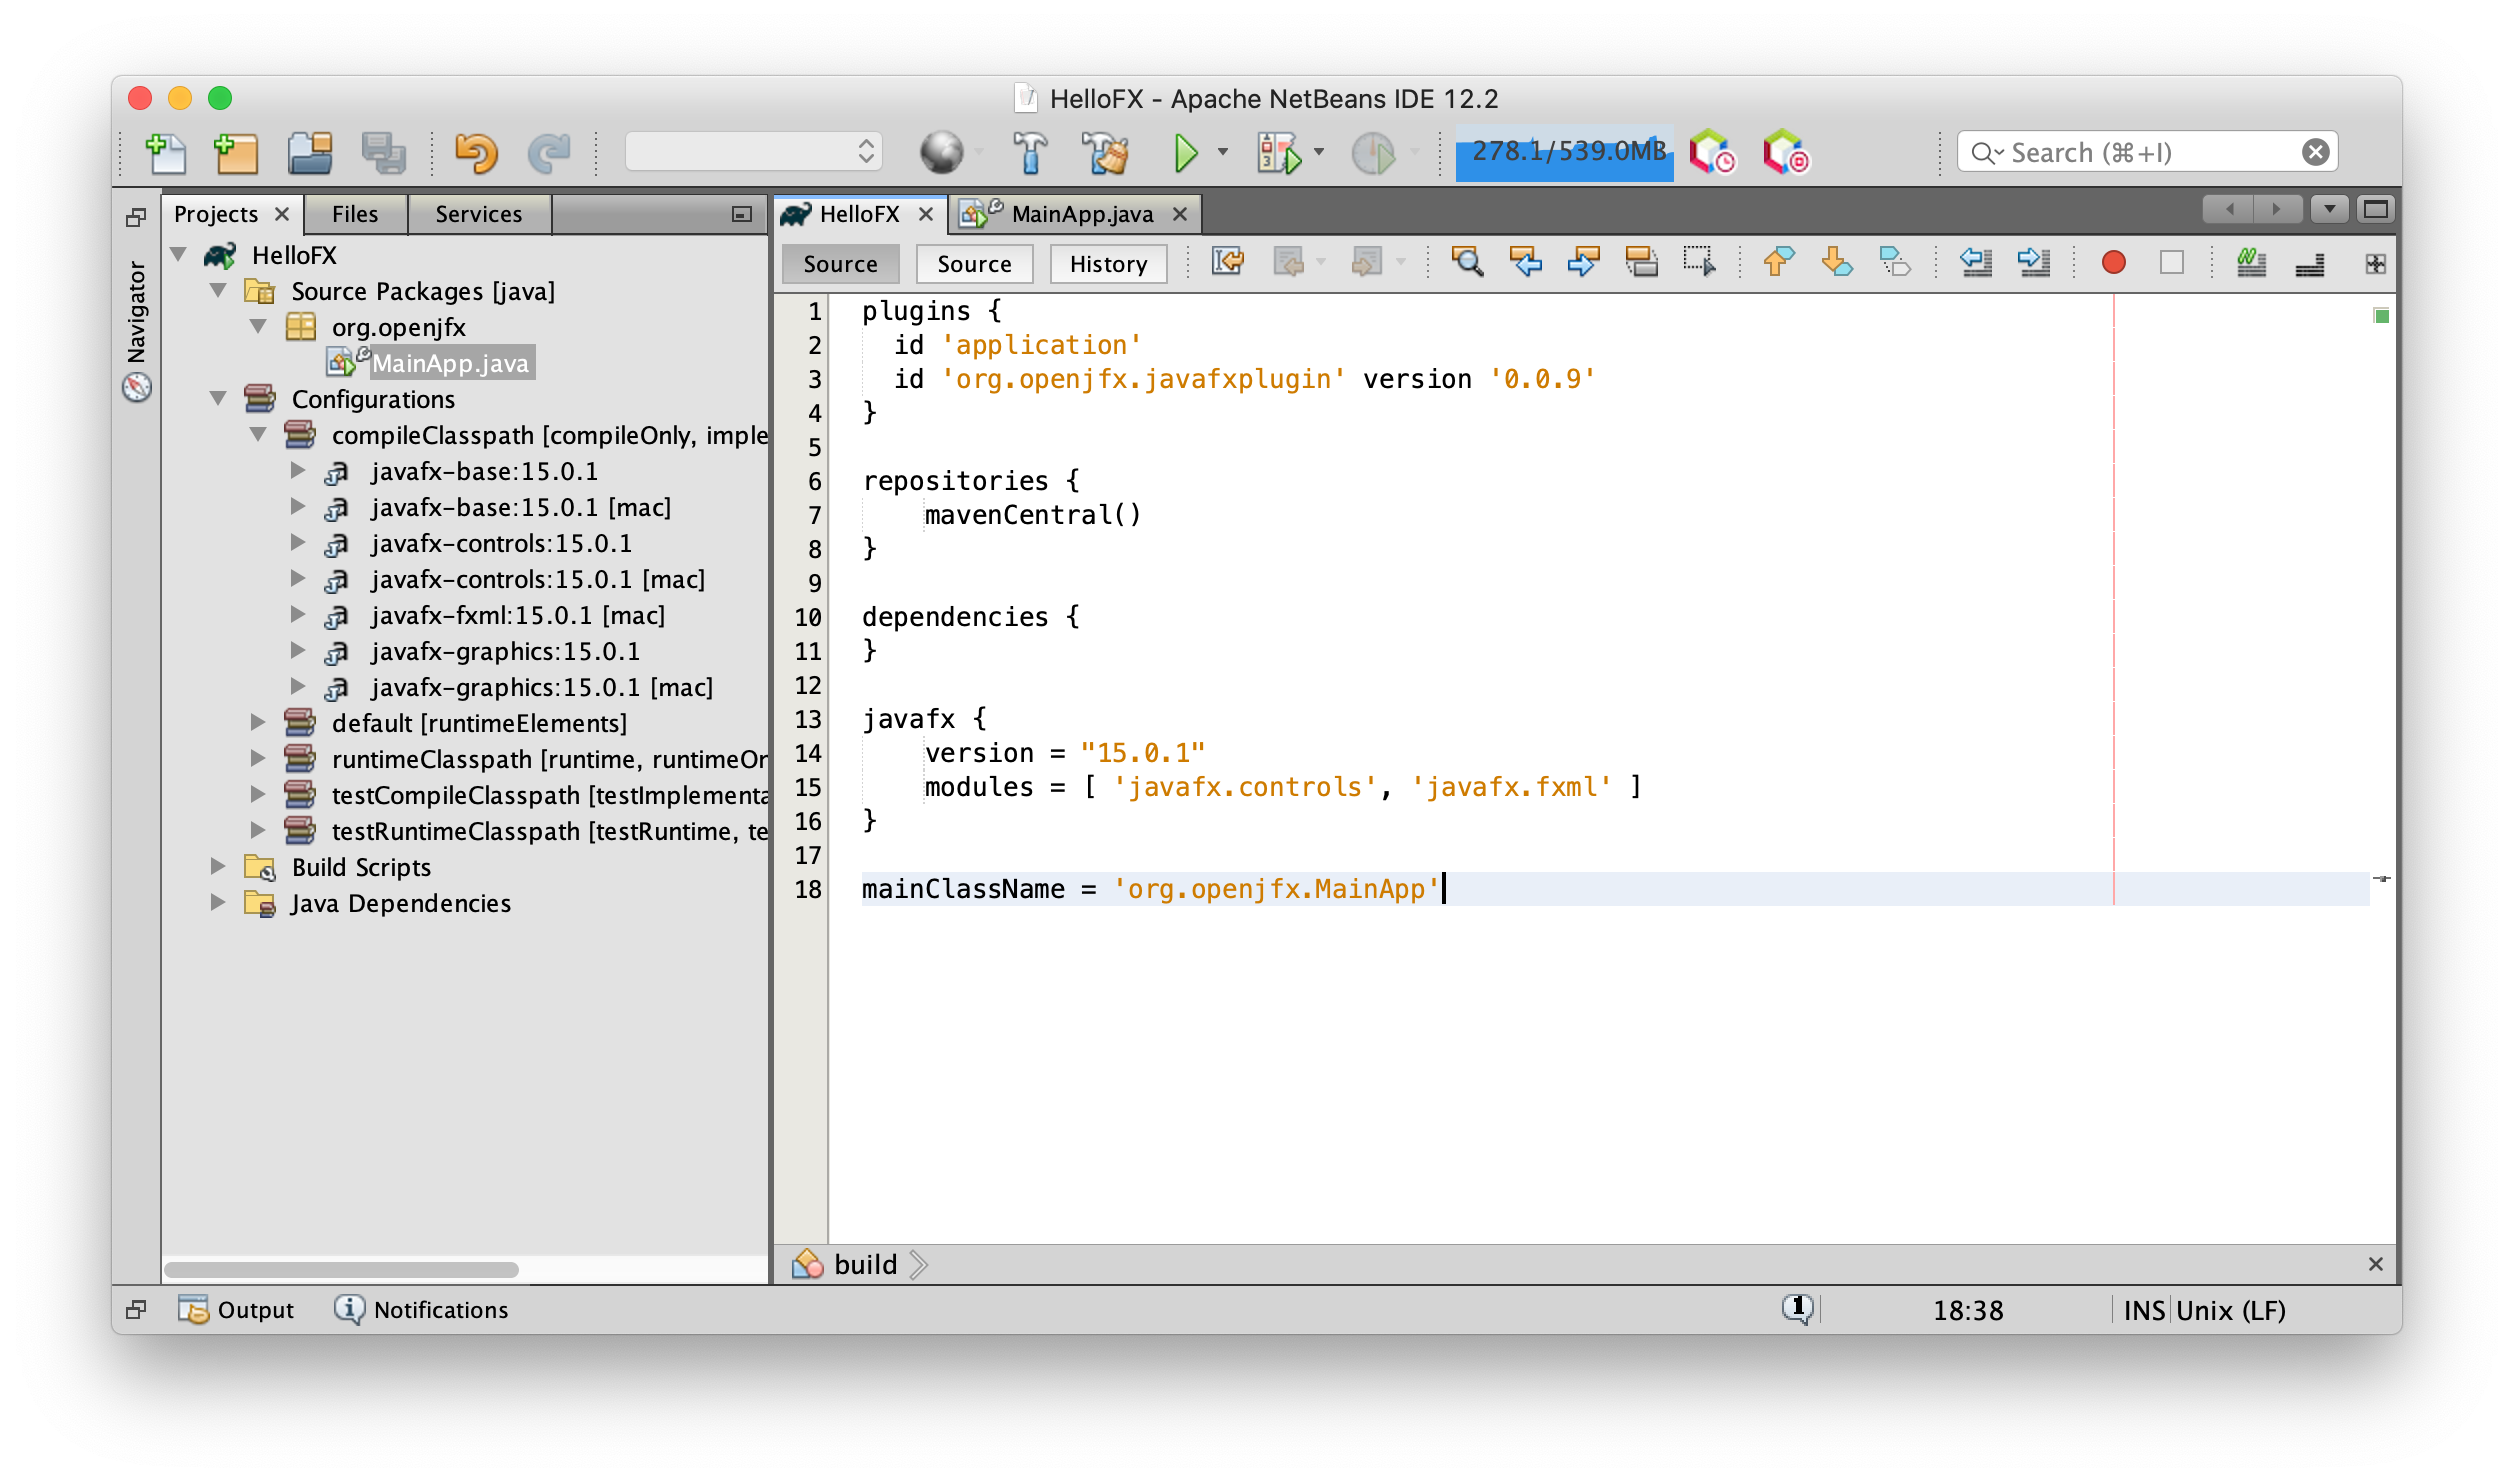 HelloFX - Apache NetBeans IDE 12.2
278.1/539.0MB
Search (⌘+I)
Projects Files Services
HelloFX MainApp.java
Navigator
Source Source History
HelloFX
Source Packages [java]
org.openjfx
MainApp.java
Configurations
compileClasspath [compileOnly, imple
javafx-base:15.0.1
javafx-base:15.0.1 [mac]
javafx-controls:15.0.1
javafx-controls:15.0.1 [mac]
javafx-fxml:15.0.1 [mac]
javafx-graphics:15.0.1
javafx-graphics:15.0.1 [mac]
default [runtimeElements]
runtimeClasspath [runtime, runtimeOr
testCompileClasspath [testImplementa
testRuntimeClasspath [testRuntime, te
Build Scripts
Java Dependencies
1 plugins {
2 id 'application'
3 id 'org.openjfx.javafxplugin' version '0.0.9'
4 }
5
6 repositories {
7 mavenCentral()
8 }
9
10 dependencies {
11 }
12
13 javafx {
14 version = "15.0.1"
15 modules = [ 'javafx.controls', 'javafx.fxml' ]
16 }
17
18 mainClassName = 'org.openjfx.MainApp'
build
Output Notifications
1 18:38 INS Unix (LF)